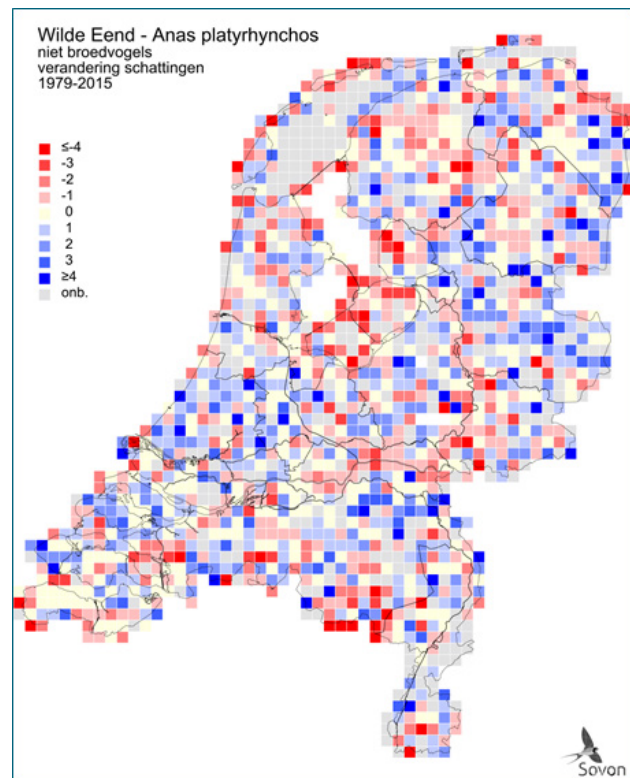 Wilde Eend - Anas platyrhynchos
niet broedvogels
verandering schattingen
1979-2015
≤-4
-3
-2
-1
0
1
2
3
≥4
onb.
Sovon